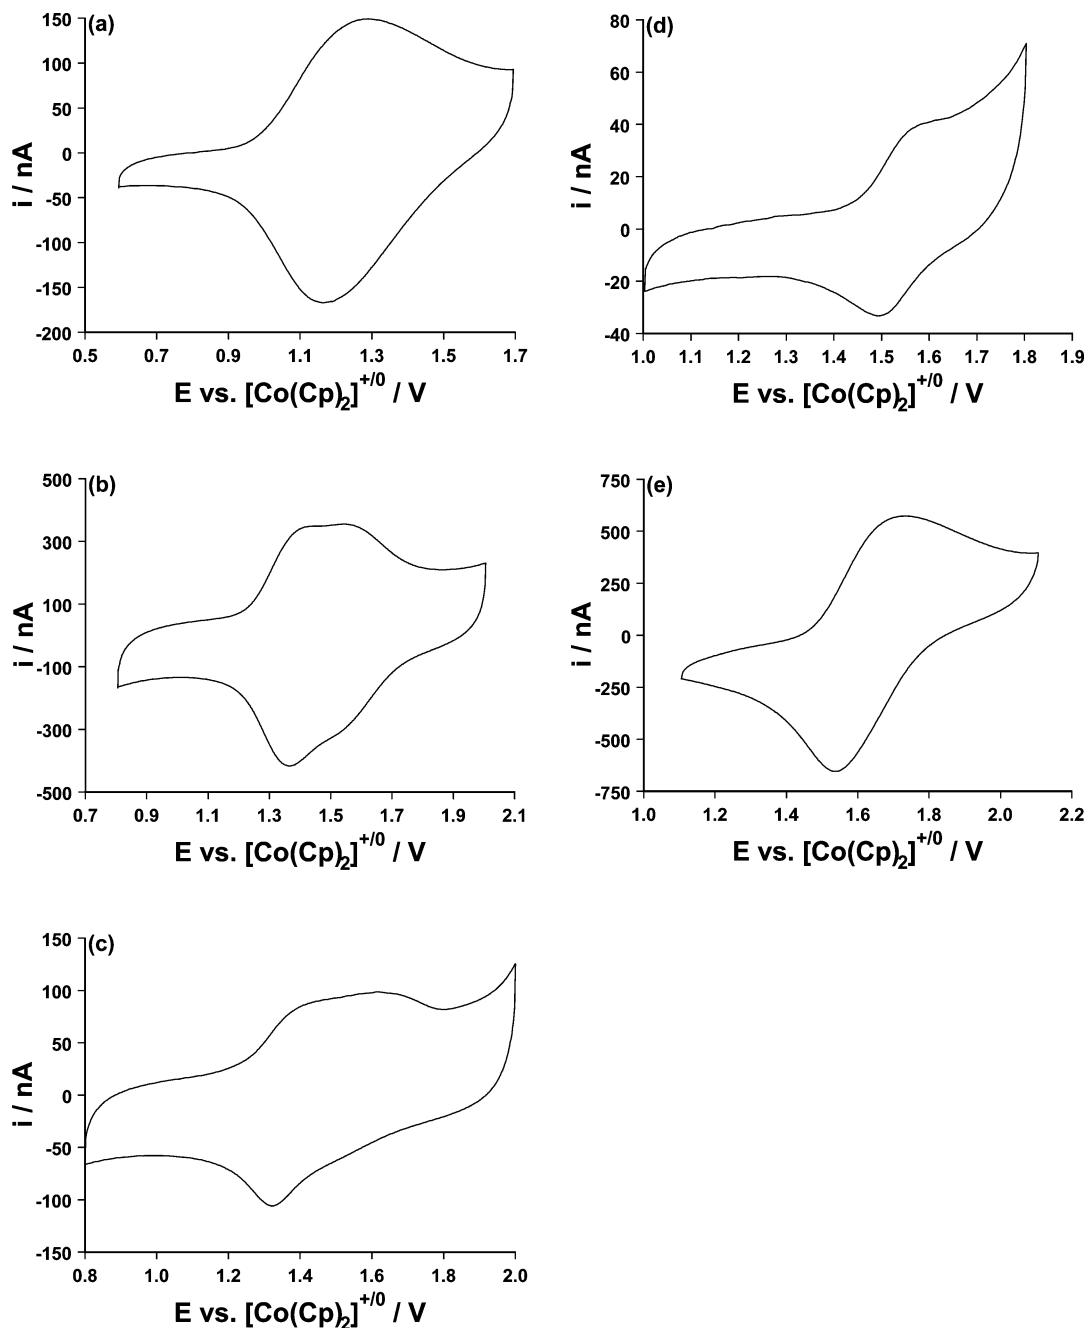 (a)
150
100
50
0
-50
-100
-150
-200
i / nA
0.5 0.7 0.9 1.1 1.3 1.5 1.7
E vs. [Co(Cp)2]+/0 / V
(d)
80
60
40
20
0
-20
-40
i / nA
1.0 1.1 1.2 1.3 1.4 1.5 1.6 1.7 1.8 1.9
E vs. [Co(Cp)2]+/0 / V
(b)
500
300
100
-100
-300
-500
i / nA
0.7 0.9 1.1 1.3 1.5 1.7 1.9 2.1
E vs. [Co(Cp)2]+/0 / V
(e)
750
500
250
0
-250
-500
-750
i / nA
1.0 1.2 1.4 1.6 1.8 2.0 2.2
E vs. [Co(Cp)2]+/0 / V
(c)
150
100
50
0
-50
-100
-150
i / nA
0.8 1.0 1.2 1.4 1.6 1.8 2.0
E vs. [Co(Cp)2]+/0 / V